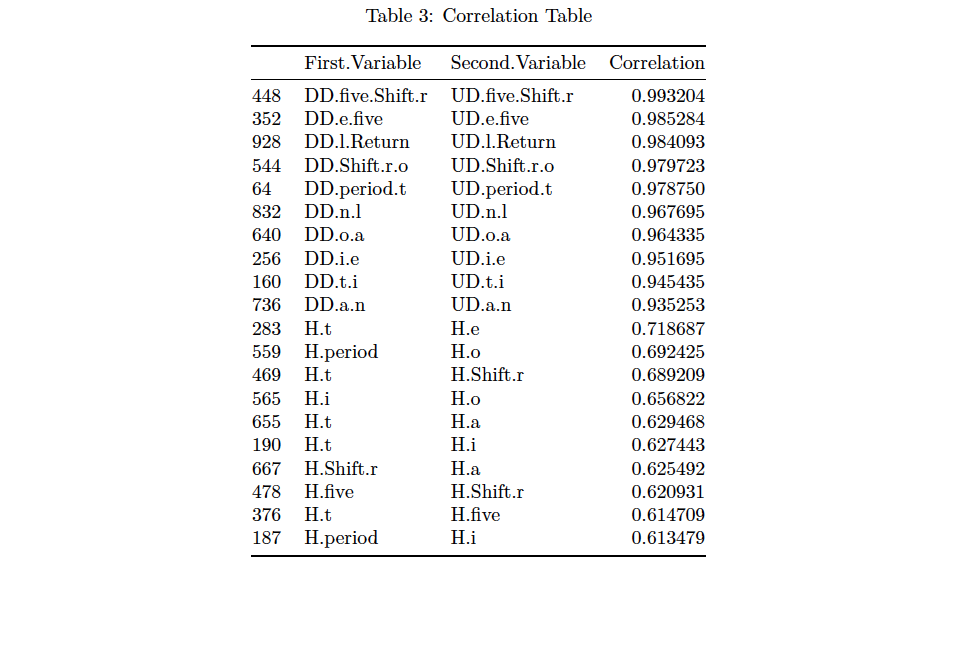 Table 3: Correlation Table
First.Variable Second.Variable Correlation
448 DD.five.Shift.r UD.five.Shift.r 0.993204
352 DD.e.five UD.e.five 0.985284
928 DD.l.Return UD.l.Return 0.984093
544 DD.Shift.r.o UD.Shift.r.o 0.979723
64 DD.period.t UD.period.t 0.978750
832 DD.n.l UD.n.l 0.967695
640 DD.o.a UD.o.a 0.964335
256 DD.i.e UD.i.e 0.951695
160 DD.t.i UD.t.i 0.945435
736 DD.a.n UD.a.n 0.935253
283 H.t H.e 0.718687
559 H.period H.o 0.692425
469 H.t H.Shift.r 0.689209
565 H.i H.o 0.656822
655 H.t H.a 0.629468
190 H.t H.i 0.627443
667 H.Shift.r H.a 0.625492
478 H.five H.Shift.r 0.620931
376 H.t H.five 0.614709
187 H.period H.i 0.613479